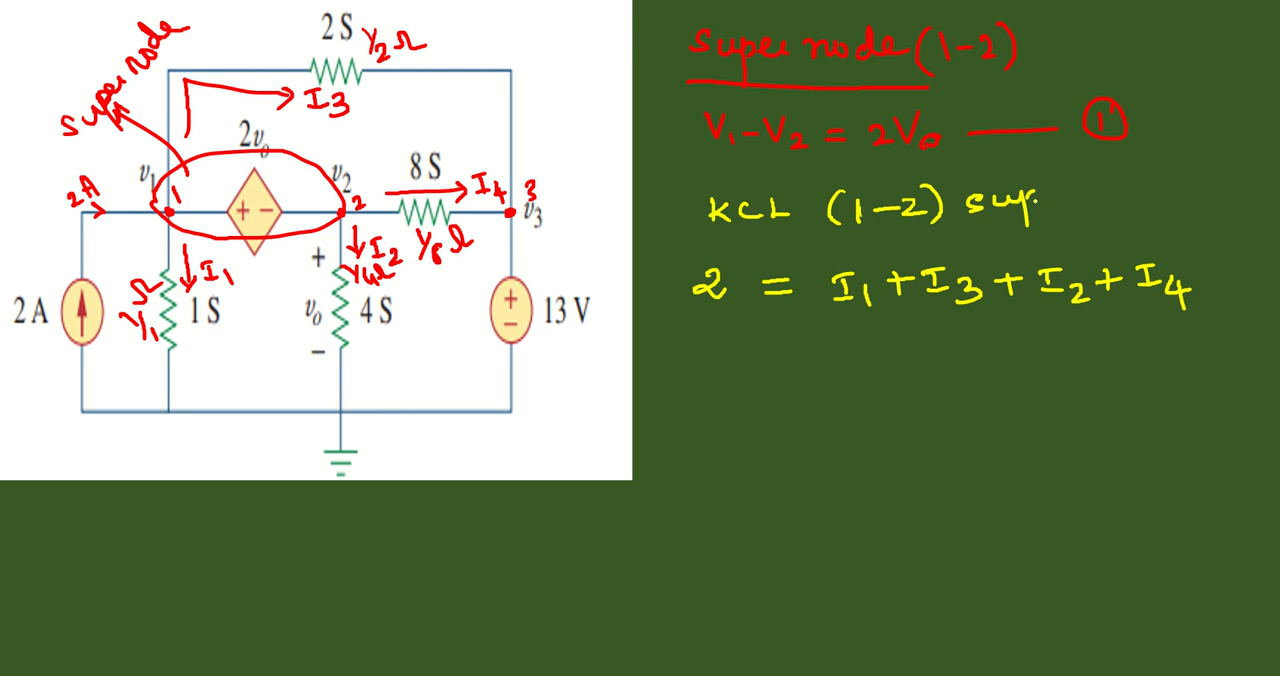 super node
2 S
1/2 Ω
I3
2v₀
v₁
1
v₂
2
8 S
I4
3
v₃
2A
1/8 Ω
I1
I2
1/4Ω
+
1/1 Ω
1 S
v₀
4 S
2 A
+
−
13 V
−
+ −
Super node (1-2)
V₁-V₂ = 2V₀ —— ①
KCL (1-2) sup.
2 = I₁+I₃+I₂+I₄